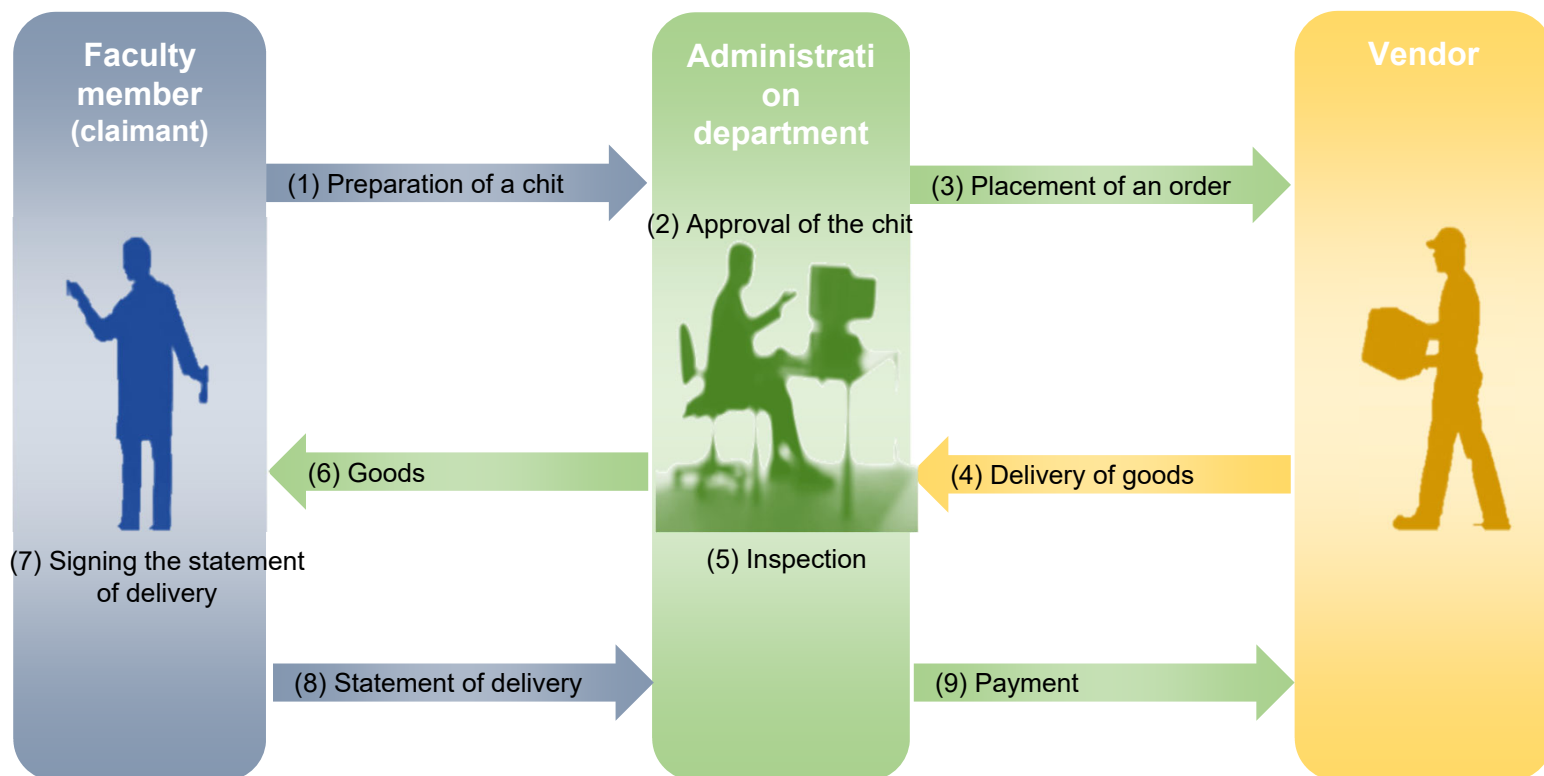 Faculty
member
(claimant)
Administrati
on
department
Vendor
(1) Preparation of a chit
(2) Approval of the chit
(3) Placement of an order
(4) Delivery of goods
(5) Inspection
(6) Goods
(7) Signing the statement
of delivery
(8) Statement of delivery
(9) Payment